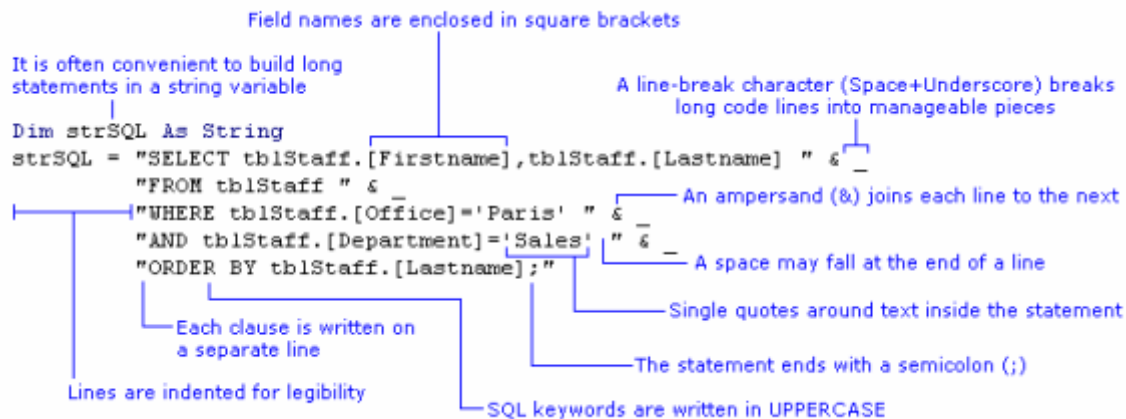 Field names are enclosed in square brackets
It is often convenient to build long
statements in a string variable
A line-break character (Space+Underscore) breaks
long code lines into manageable pieces
Dim strSQL As String
strSQL = "SELECT tblStaff.[Firstname],tblStaff.[Lastname] " & _
"FROM tblStaff " & _
An ampersand (&) joins each line to the next
"WHERE tblStaff.[Office]='Paris' " & _
"AND tblStaff.[Department]='Sales' " & _
A space may fall at the end of a line
"ORDER BY tblStaff.[Lastname];"
Single quotes around text inside the statement
Each clause is written on
a separate line
The statement ends with a semicolon (;)
Lines are indented for legibility
SQL keywords are written in UPPERCASE